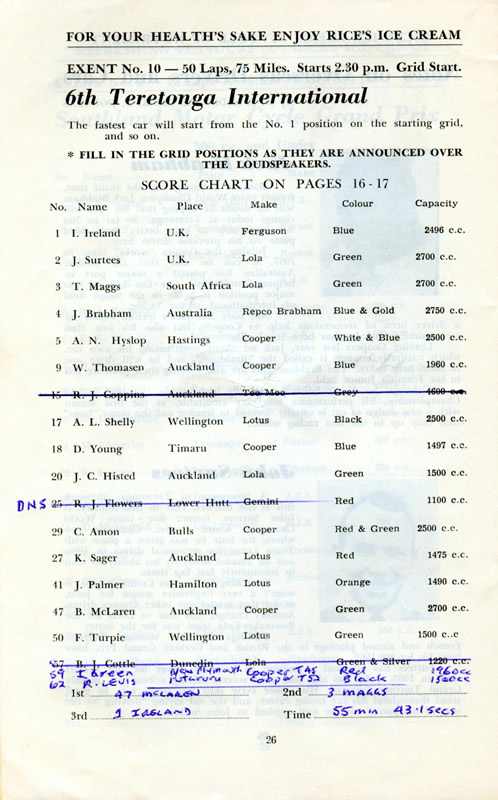 FOR YOUR HEALTH'S SAKE ENJOY RICE'S ICE CREAM
EXENT No. 10 — 50 Laps, 75 Miles. Starts 2.30 p.m. Grid Start.
6th Teretonga International
The fastest car will start from the No. 1 position on the starting grid,
and so on.
* FILL IN THE GRID POSITIONS AS THEY ARE ANNOUNCED OVER
THE LOUDSPEAKERS.
SCORE CHART ON PAGES 16-17
No. Name Place Make Colour Capacity
1 I. Ireland U.K. Ferguson Blue 2496 c.c.
2 J. Surtees U.K. Lola Green 2700 c.c.
3 T. Maggs South Africa Lola Green 2700 c.c.
4 J. Brabham Australia Repco Brabham Blue & Gold 2750 c.c.
5 A. N. Hyslop Hastings Cooper White & Blue 2500 c.c.
9 W. Thomasen Auckland Cooper Blue 1960 c.c.
15 R. J. Coppins Auckland Tec-Mec Grey 4600 c.c.
17 A. L. Shelly Wellington Lotus Black 2500 c.c.
18 D. Young Timaru Cooper Blue 1497 c.c.
20 J. C. Histed Auckland Lola Green 1500 c.c.
DNS 25 R. J. Flowers Lower Hutt Gemini Red 1100 c.c.
29 C. Amon Bulls Cooper Red & Green 2500 c.c.
27 K. Sager Auckland Lotus Red 1475 c.c.
41 J. Palmer Hamilton Lotus Orange 1490 c.c.
47 B. McLaren Auckland Cooper Green 2700 c.c.
50 F. Turpie Wellington Lotus Green 1500 c..c
57 B. J. Cottle Dunedin Lola Green & Silver 1220 c.c.
59 I Green New Plymouth Cooper T45 Red 1960cc
62 R. LEVIS Putaruru Cooper T52 Black 1500cc
1st 47 McLAREN 2nd 3 MAGGS
3rd 1 IRELAND Time 55 min 43.1 secs
26